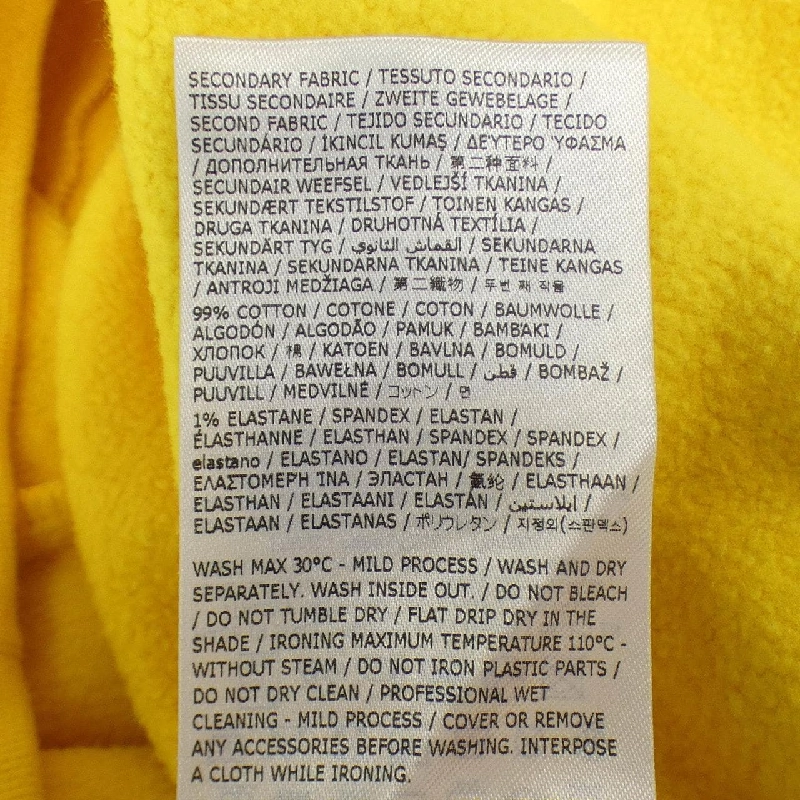 SECONDARY FABRIC / TESSUTO SECONDARIO /
TISSU SECONDAIRE / ZWEITE GEWEBELAGE /
SECOND FABRIC / TEJIDO SECUNDARIO / TECIDO
SECUNDÁRIO / İKINCIL KUMAŞ / ΔΕΥΤΕΡΟ ΎΦΑΣΜΑ
/ ДОПОЛНИТЕЛЬНАЯ ТКАНЬ / 第二种面料 /
SECUNDAIR WEEFSEL / VEDLEJŠÍ TKANINA /
SEKUNDÆRT TEKSTILSTOF / TOINEN KANGAS /
DRUGA TKANINA / DRUHOTNÁ TEXTÍLIA /
SEKUNDÄRT TYG / القماش الثانوي / SEKUNDARNA
TKANINA / SEKUNDARNA TKANINA / TEINE KANGAS
/ ANTROJI MEDŽIAGA / 第二織物 / 두번 째 직물
99% COTTON / COTONE / COTON / BAUMWOLLE /
ALGODÓN / ALGODÃO / PAMUK / ΒΑΜΒΆΚΙ /
ХЛОПОК / 棉 / KATOEN / BAVLNA / BOMULD /
PUUVILLA / BAWEŁNA / BOMULL / قطن / BOMBAŽ /
PUUVILL / MEDVILNĖ / コットン / 면
1% ELASTANE / SPANDEX / ELASTAN /
ÉLASTHANNE / ELASTHAN / SPANDEX / SPANDEX /
elastano / ELASTANO / ELASTAN/ SPANDEKS /
ΕΛΑΣΤΟΜΕΡΉ ΊΝΑ / ЭЛАСТАН / 氨纶 / ELASTHAAN /
ELASTHAN / ELASTAANI / ELASTAN / إيلاستين /
ELASTAAN / ELASTANAS / ポリウレタン / 지정외(스판덱스)
WASH MAX 30°C - MILD PROCESS / WASH AND DRY
SEPARATELY. WASH INSIDE OUT. / DO NOT BLEACH
/ DO NOT TUMBLE DRY / FLAT DRIP DRY IN THE
SHADE / IRONING MAXIMUM TEMPERATURE 110°C -
WITHOUT STEAM / DO NOT IRON PLASTIC PARTS /
DO NOT DRY CLEAN / PROFESSIONAL WET
CLEANING - MILD PROCESS / COVER OR REMOVE
ANY ACCESSORIES BEFORE WASHING. INTERPOSE
A CLOTH WHILE IRONING.